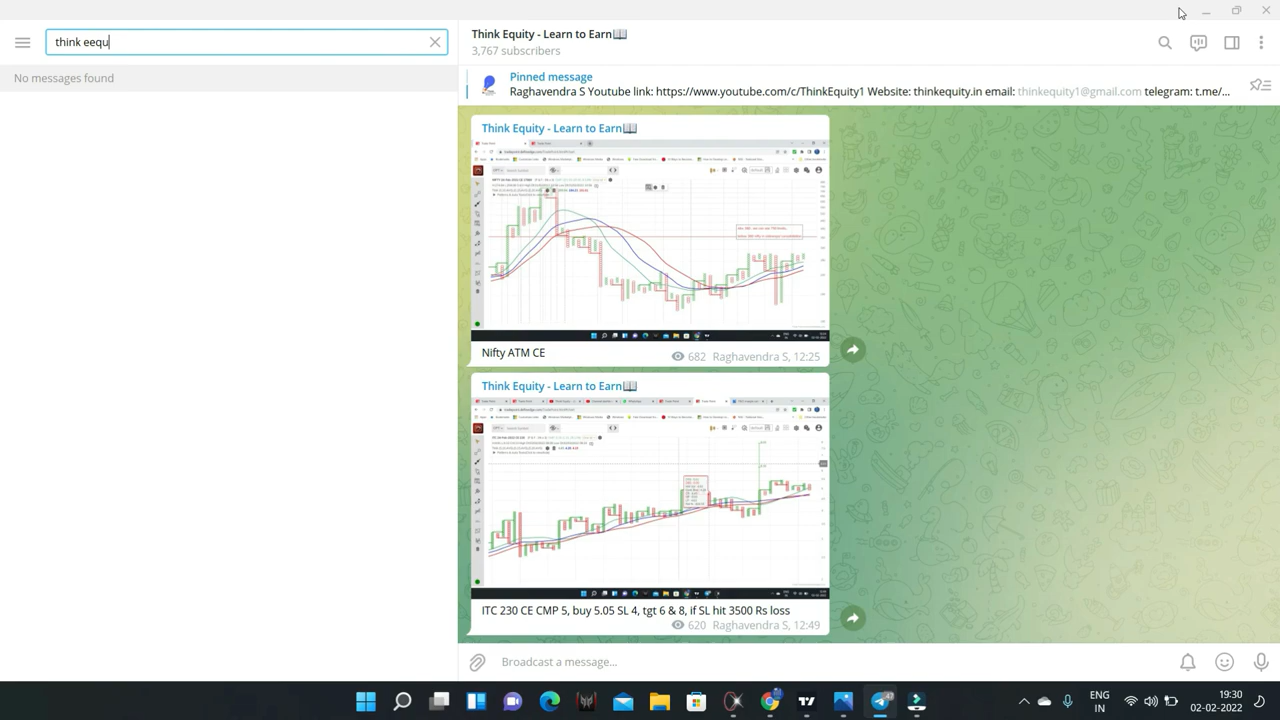 think eequ
No messages found
Think Equity - Learn to Earn📖
3,767 subscribers
Pinned message
Raghavendra S Youtube link: https://www.youtube.com/c/ThinkEquity1 Website: thinkequity.in email: thinkequity1@gmail.com telegram: t.me/...
Think Equity - Learn to Earn📖
Nifty ATM CE
682 Raghavendra S, 12:25
Think Equity - Learn to Earn📖
ITC 230 CE CMP 5, buy 5.05 SL 4, tgt 6 & 8, if SL hit 3500 Rs loss
620 Raghavendra S, 12:49
Broadcast a message...
ENG
IN
19:30
02-02-2022